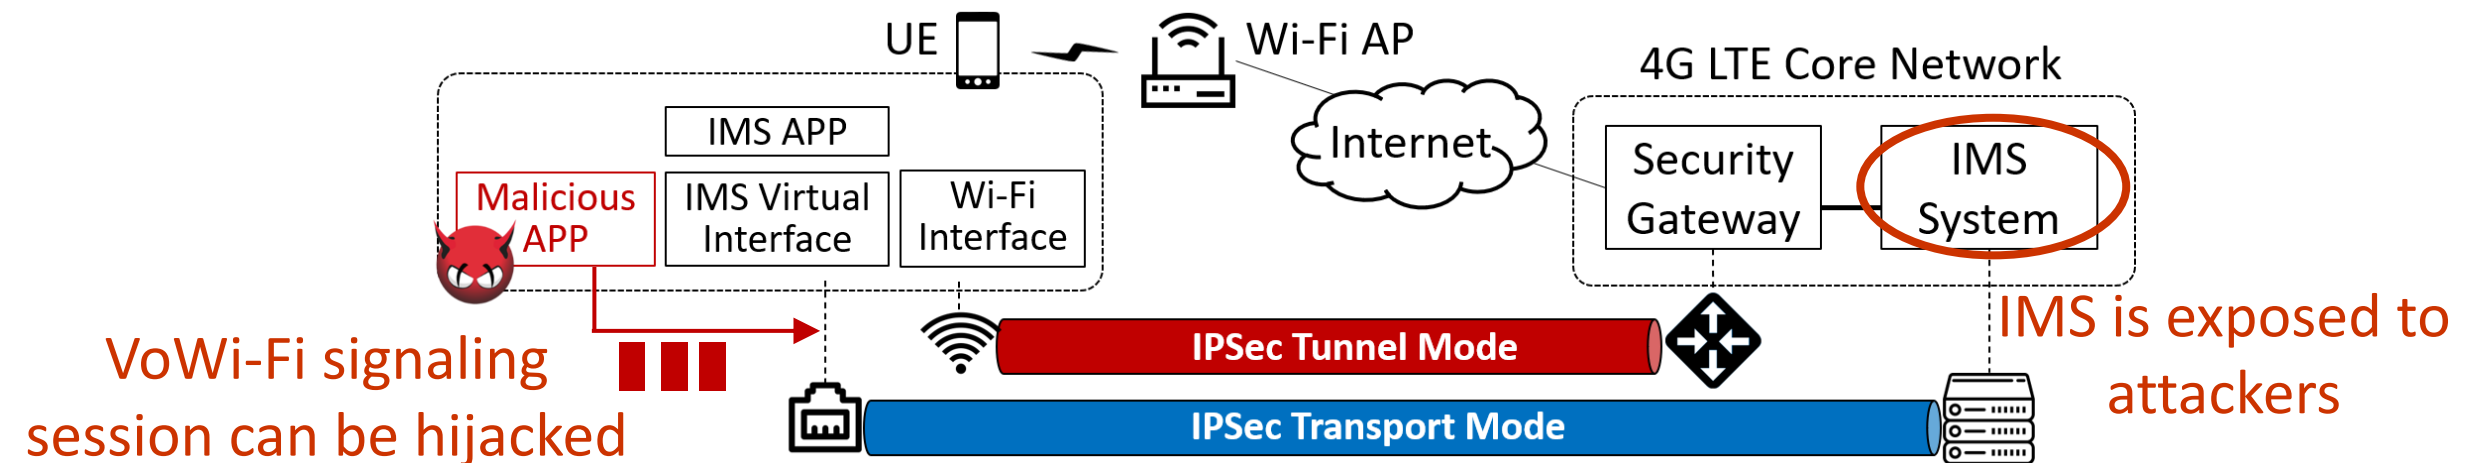 UE
Wi-Fi AP
4G LTE Core Network
IMS APP
Internet
Security
Gateway
IMS
System
Malicious
APP
IMS Virtual
Interface
Wi-Fi
Interface
VoWi-Fi signaling
session can be hijacked
IPSec Tunnel Mode
IPSec Transport Mode
IMS is exposed to
attackers